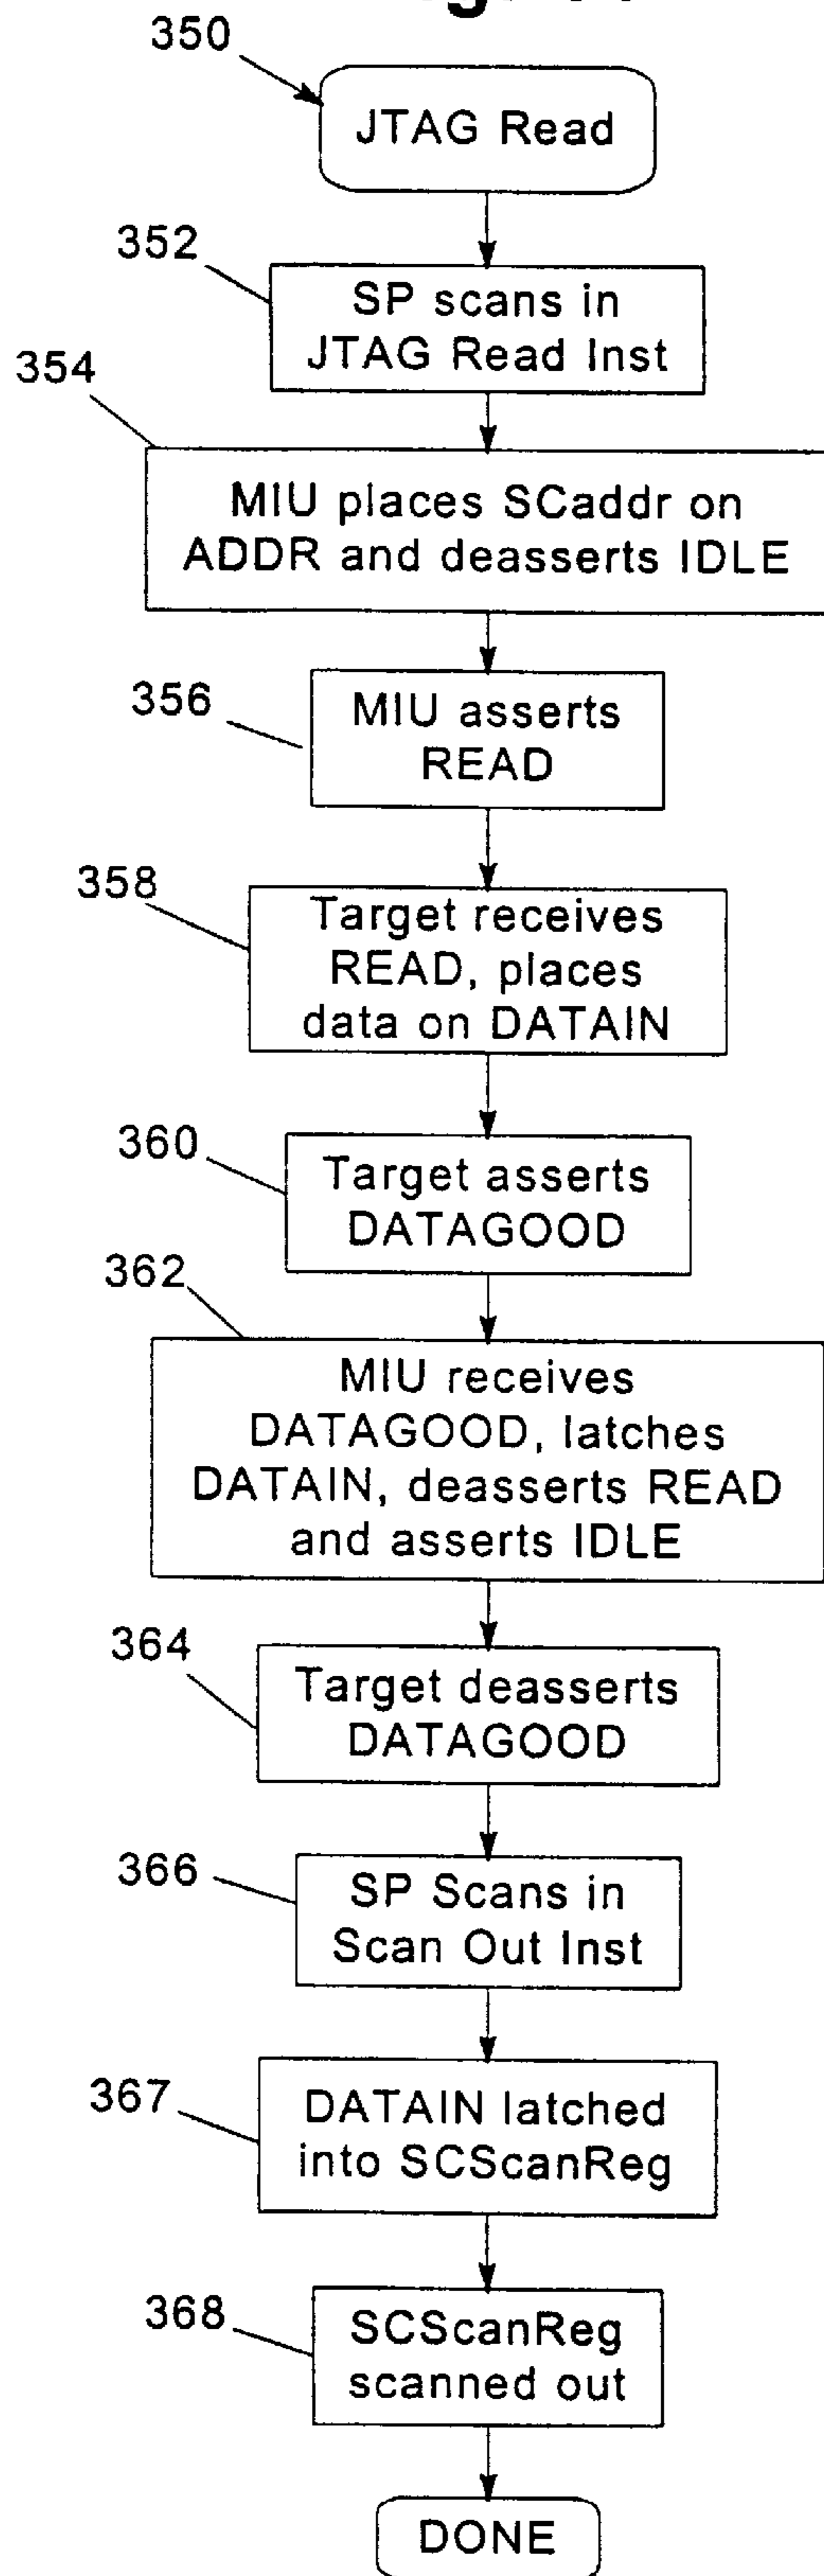 350
JTAG Read
352
SP scans in
JTAG Read Inst
354
MIU places SCaddr on
ADDR and deasserts IDLE
356
MIU asserts
READ
358
Target receives
READ, places
data on DATAIN
360
Target asserts
DATAGOOD
362
MIU receives
DATAGOOD, latches
DATAIN, deasserts READ
and asserts IDLE
364
Target deasserts
DATAGOOD
366
SP Scans in
Scan Out Inst
367
DATAIN latched
into SCScanReg
368
SCScanReg
scanned out
DONE